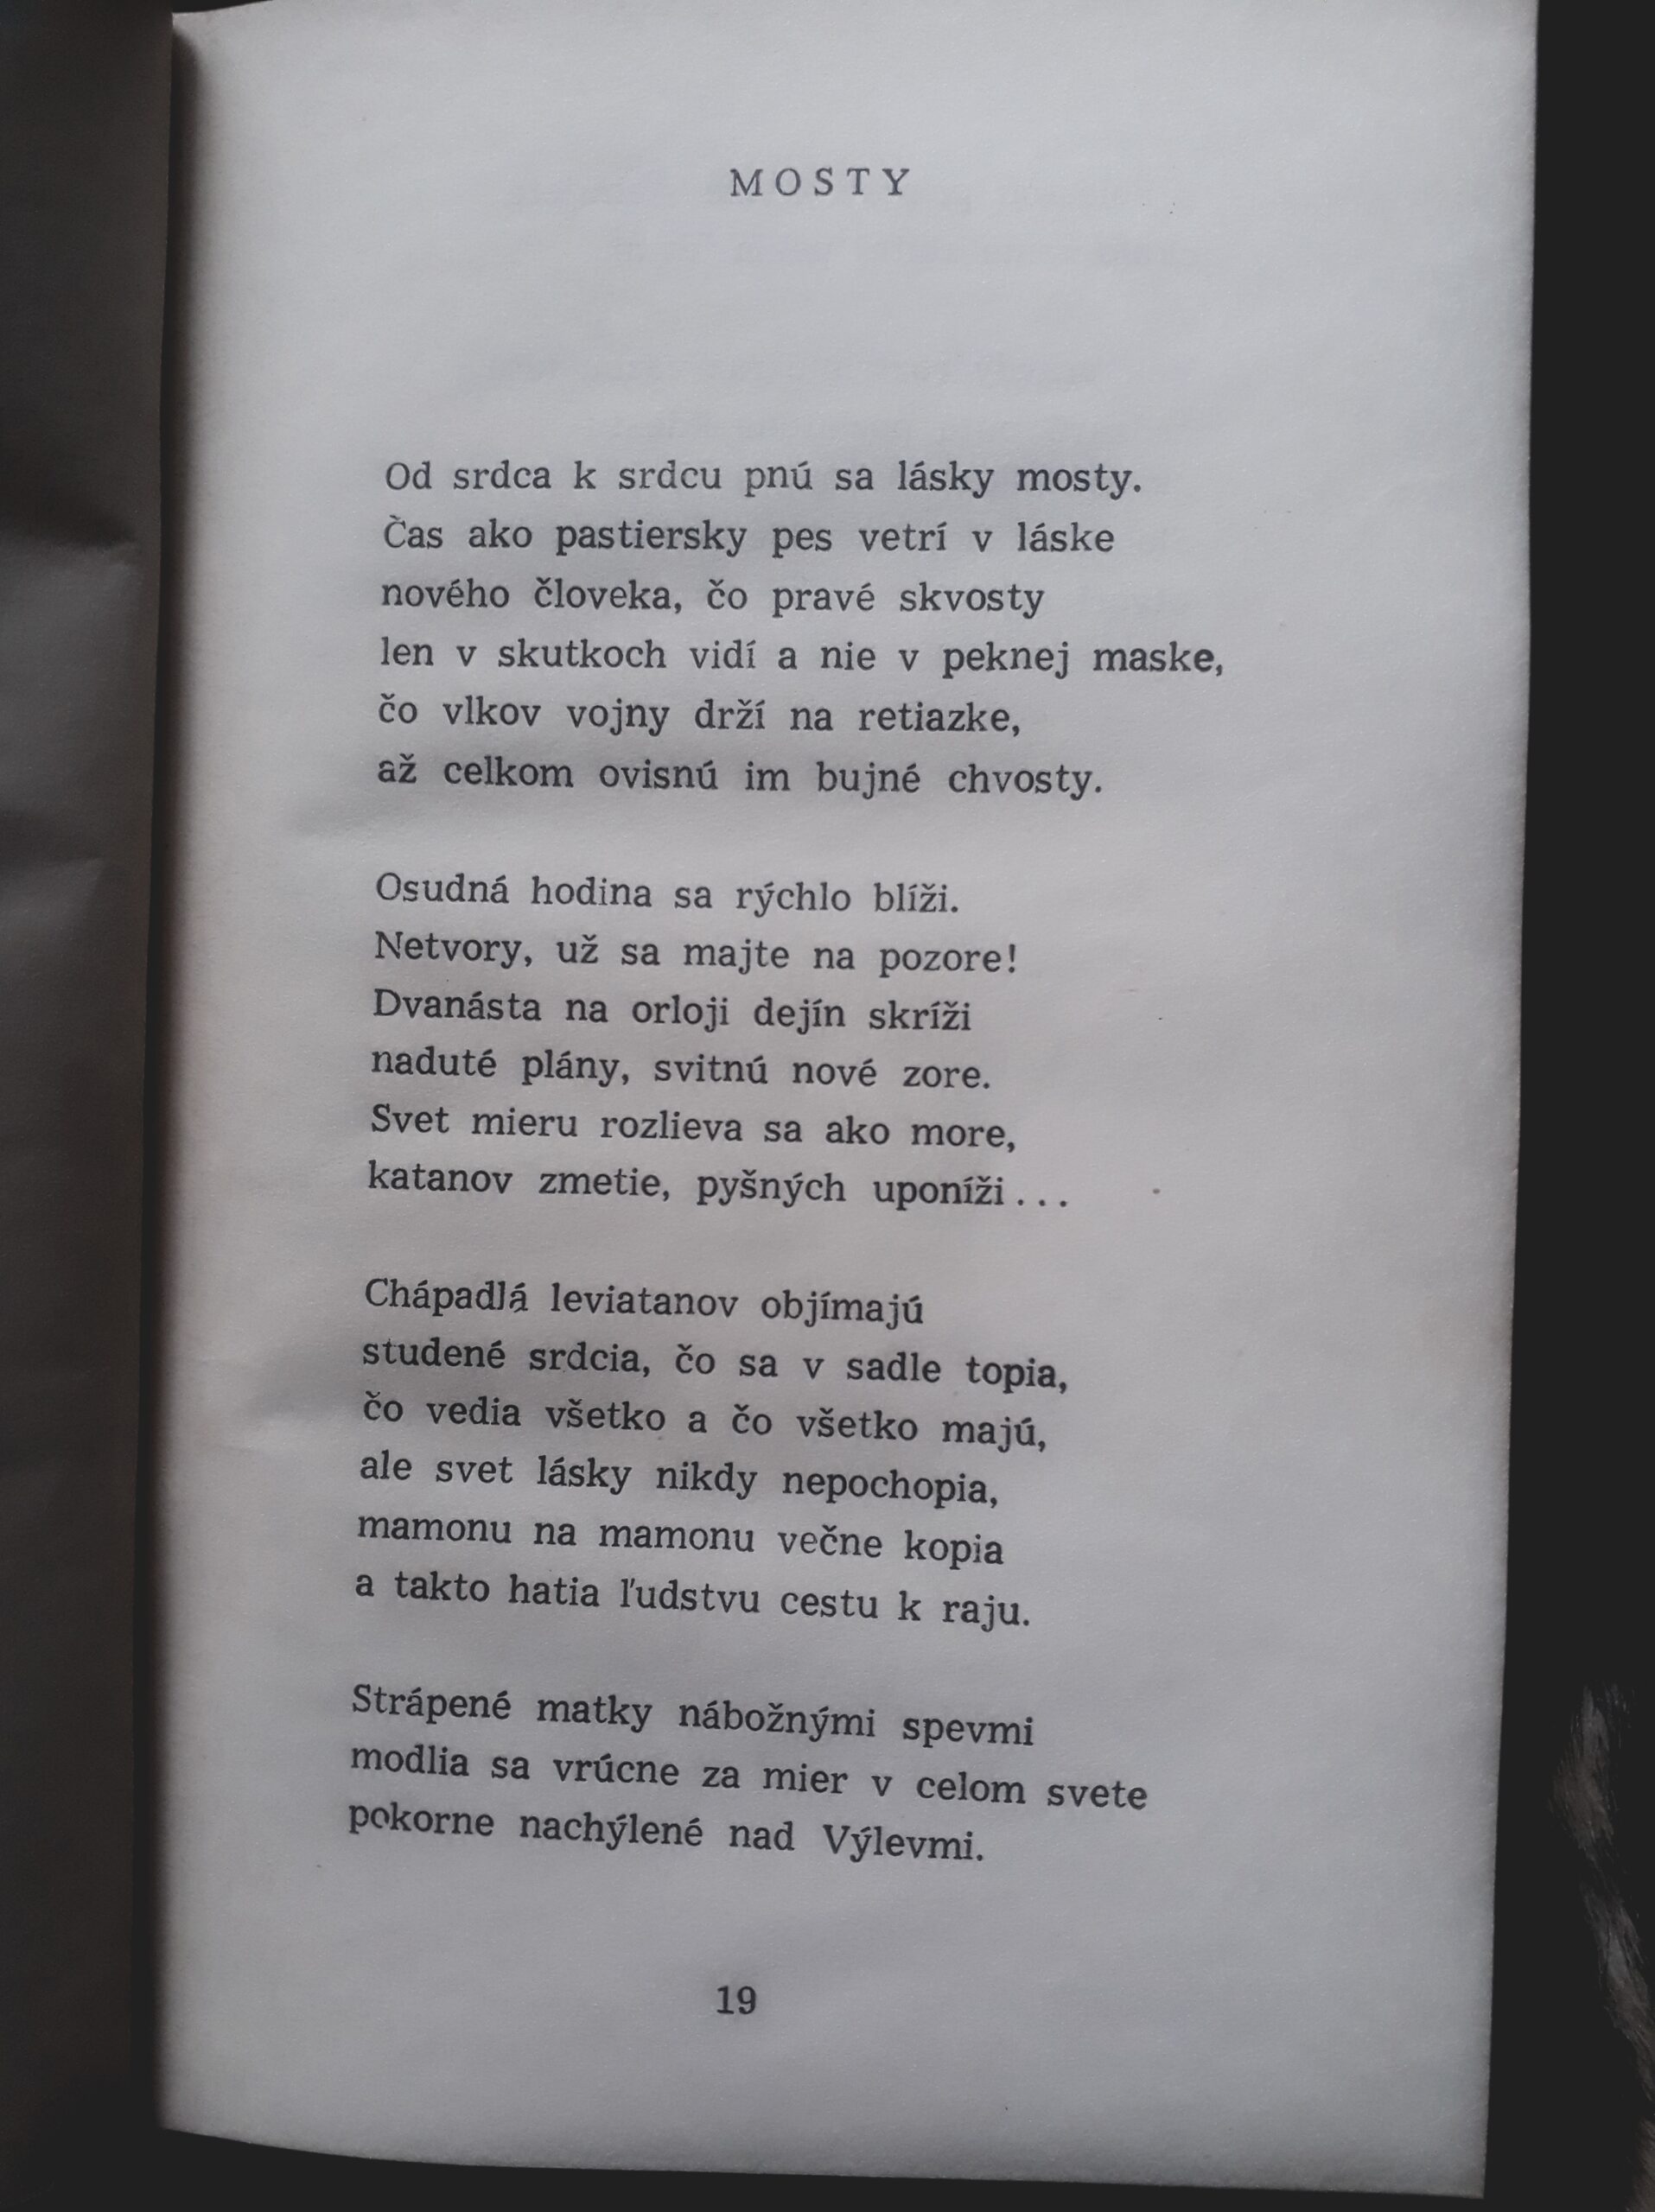 MOSTY
Od srdca k srdcu pnú sa lásky mosty.
Čas ako pastiersky pes vetrí v láske
nového človeka, čo pravé skvosty
len v skutkoch vidí a nie v peknej maske,
čo vlkov vojny drží na retiazke,
až celkom ovisnú im bujné chvosty.
Osudná hodina sa rýchlo blíži.
Netvory, už sa majte na pozore!
Dvanásta na orloji dejín skríži
naduté plány, svitnú nové zore.
Svet mieru rozlieva sa ako more,
katanov zmetie, pyšných uponíži...
Chápadlá leviatanov objímajú
studené srdcia, čo sa v sadle topia,
čo vedia všetko a čo všetko majú,
ale svet lásky nikdy nepochopia,
mamonu na mamonu večne kopia
a takto hatia ľudstvu cestu k raju.
Strápené matky nábožnými spevmi
modlia sa vrúcne za mier v celom svete
pokorne nachýlené nad Výlevmi.
19